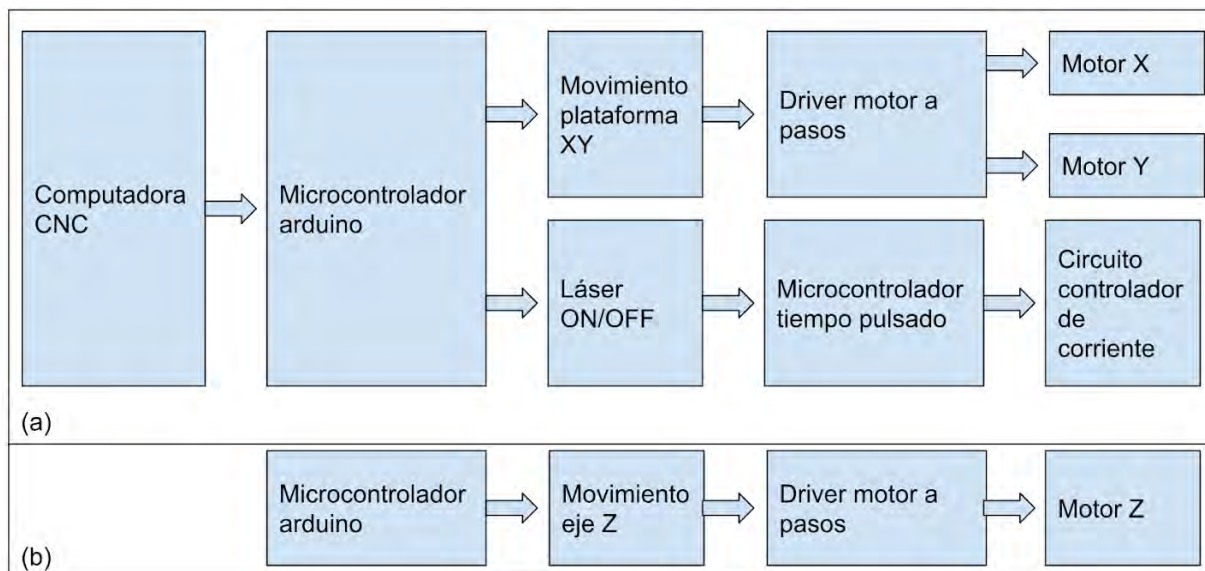 Computadora
CNC
Microcontrolador
arduino
Movimiento
plataforma
XY
Driver motor a
pasos
Motor X
Motor Y
Láser
ON/OFF
Microcontrolador
tiempo pulsado
Circuito
controlador
de
corriente
(a)
Microcontrolador
arduino
Movimiento
eje Z
Driver motor a
pasos
Motor Z
(b)